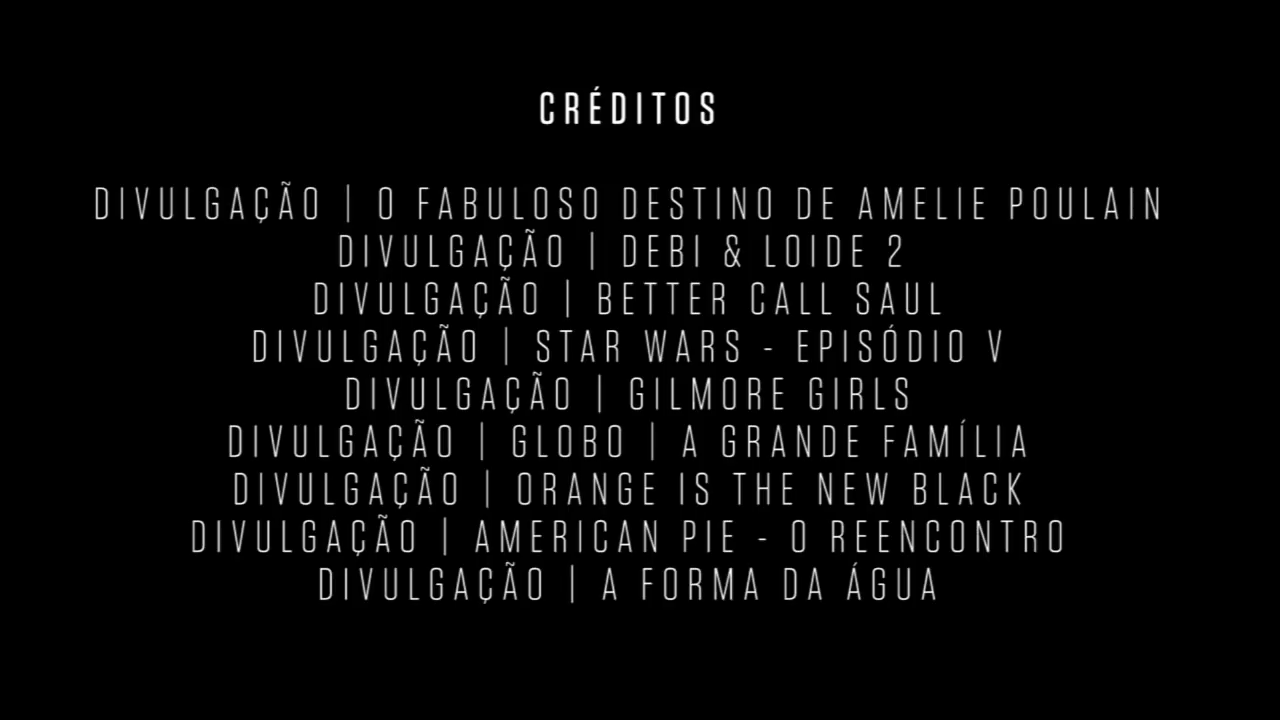 CRÉDITOS
DIVULGAÇÃO | O FABULOSO DESTINO DE AMELIE POULAIN
DIVULGAÇÃO | DEBI & LOIDE 2
DIVULGAÇÃO | BETTER CALL SAUL
DIVULGAÇÃO | STAR WARS - EPISÓDIO V
DIVULGAÇÃO | GILMORE GIRLS
DIVULGAÇÃO | GLOBO | A GRANDE FAMÍLIA
DIVULGAÇÃO | ORANGE IS THE NEW BLACK
DIVULGAÇÃO | AMERICAN PIE - O REENCONTRO
DIVULGAÇÃO | A FORMA DA ÁGUA